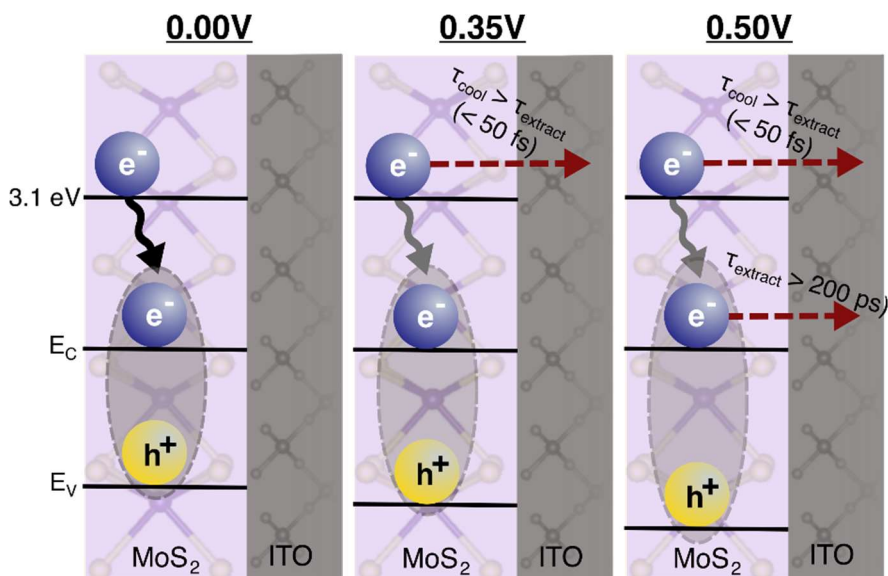 0.00V
0.35V
0.50V
τcool > τextract
(< 50 fs)
τcool > τextract
(< 50 fs)
e-
e-
e-
3.1 eV
τextract > 200 ps)
e-
e-
e-
EC
h+
h+
h+
EV
MoS2
ITO
MoS2
ITO
MoS2
ITO